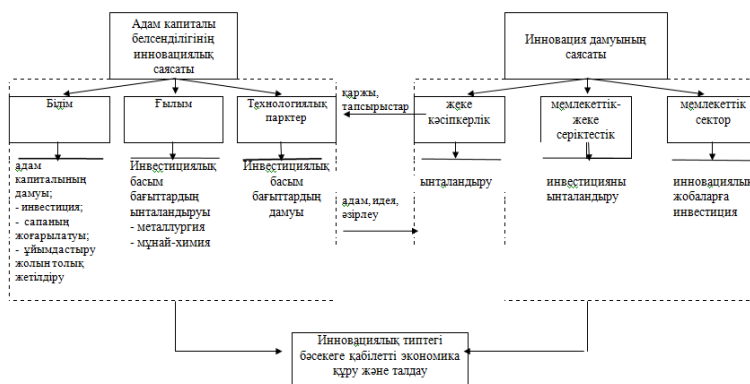 Адам капиталы
белсенділігінің
инновациялық
саясаты
Инновация дамуының
саясаты
Бідім
Ғылым
Технологиялық
парктер
қаржы,
тапсырыстар
жеке
кәсіпкерлік
мемлекеттік-
жеке
серіктестік
мемлекеттік
сектор
адам
капиталының
дамуы;
- инвестиция;
- сапаның
жоғарылатуы;
- ұйымдастыру
жолын толық
жетілдіру
Инвестициялық
басым
бағыттардың
ынталандыруы
- металлургия
- мұнай-химия
Инвестициялық
басым
бағыттардың
дамуы
адам, идея,
әзірлеу
ынталандыру
инвестицияны
ынталандыру
инновациялық
жобаларға
инвестиция
Инновациялық типтегі
бәсекеге қабілетті экономика
құру және талдау